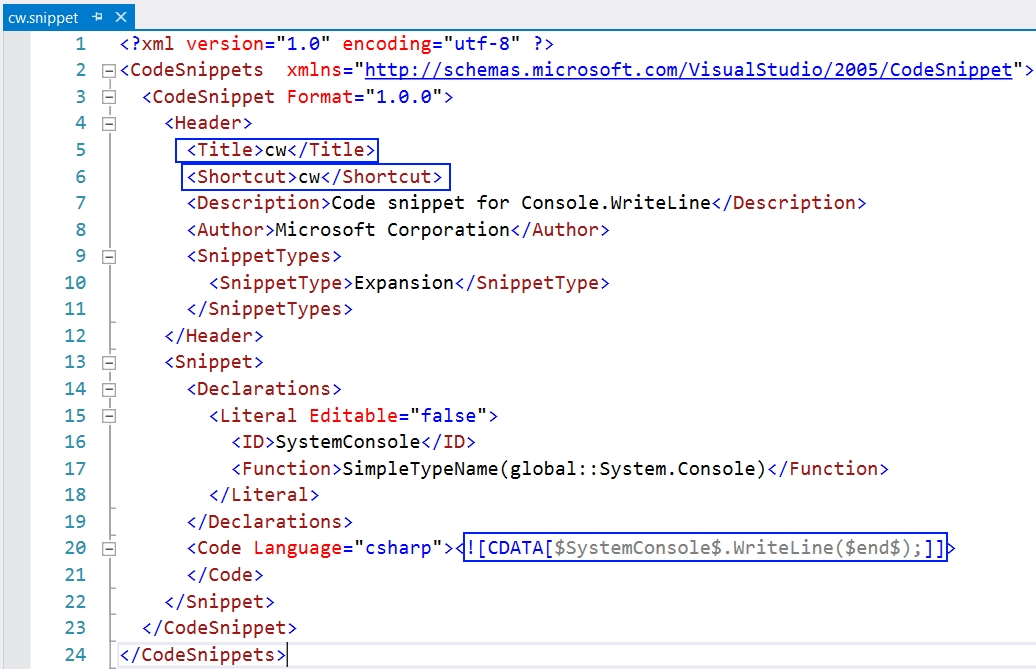 cw.snippet
1 <?xml version="1.0" encoding="utf-8" ?>
2 <CodeSnippets  xmlns="http://schemas.microsoft.com/VisualStudio/2005/CodeSnippet">
3   <CodeSnippet Format="1.0.0">
4     <Header>
5       <Title>cw</Title>
6       <Shortcut>cw</Shortcut>
7       <Description>Code snippet for Console.WriteLine</Description>
8       <Author>Microsoft Corporation</Author>
9       <SnippetTypes>
10         <SnippetType>Expansion</SnippetType>
11       </SnippetTypes>
12     </Header>
13     <Snippet>
14       <Declarations>
15         <Literal Editable="false">
16           <ID>SystemConsole</ID>
17           <Function>SimpleTypeName(global::System.Console)</Function>
18         </Literal>
19       </Declarations>
20       <Code Language="csharp"><![CDATA[$SystemConsole$.WriteLine($end$);]]>
21       </Code>
22     </Snippet>
23   </CodeSnippet>
24 </CodeSnippets>